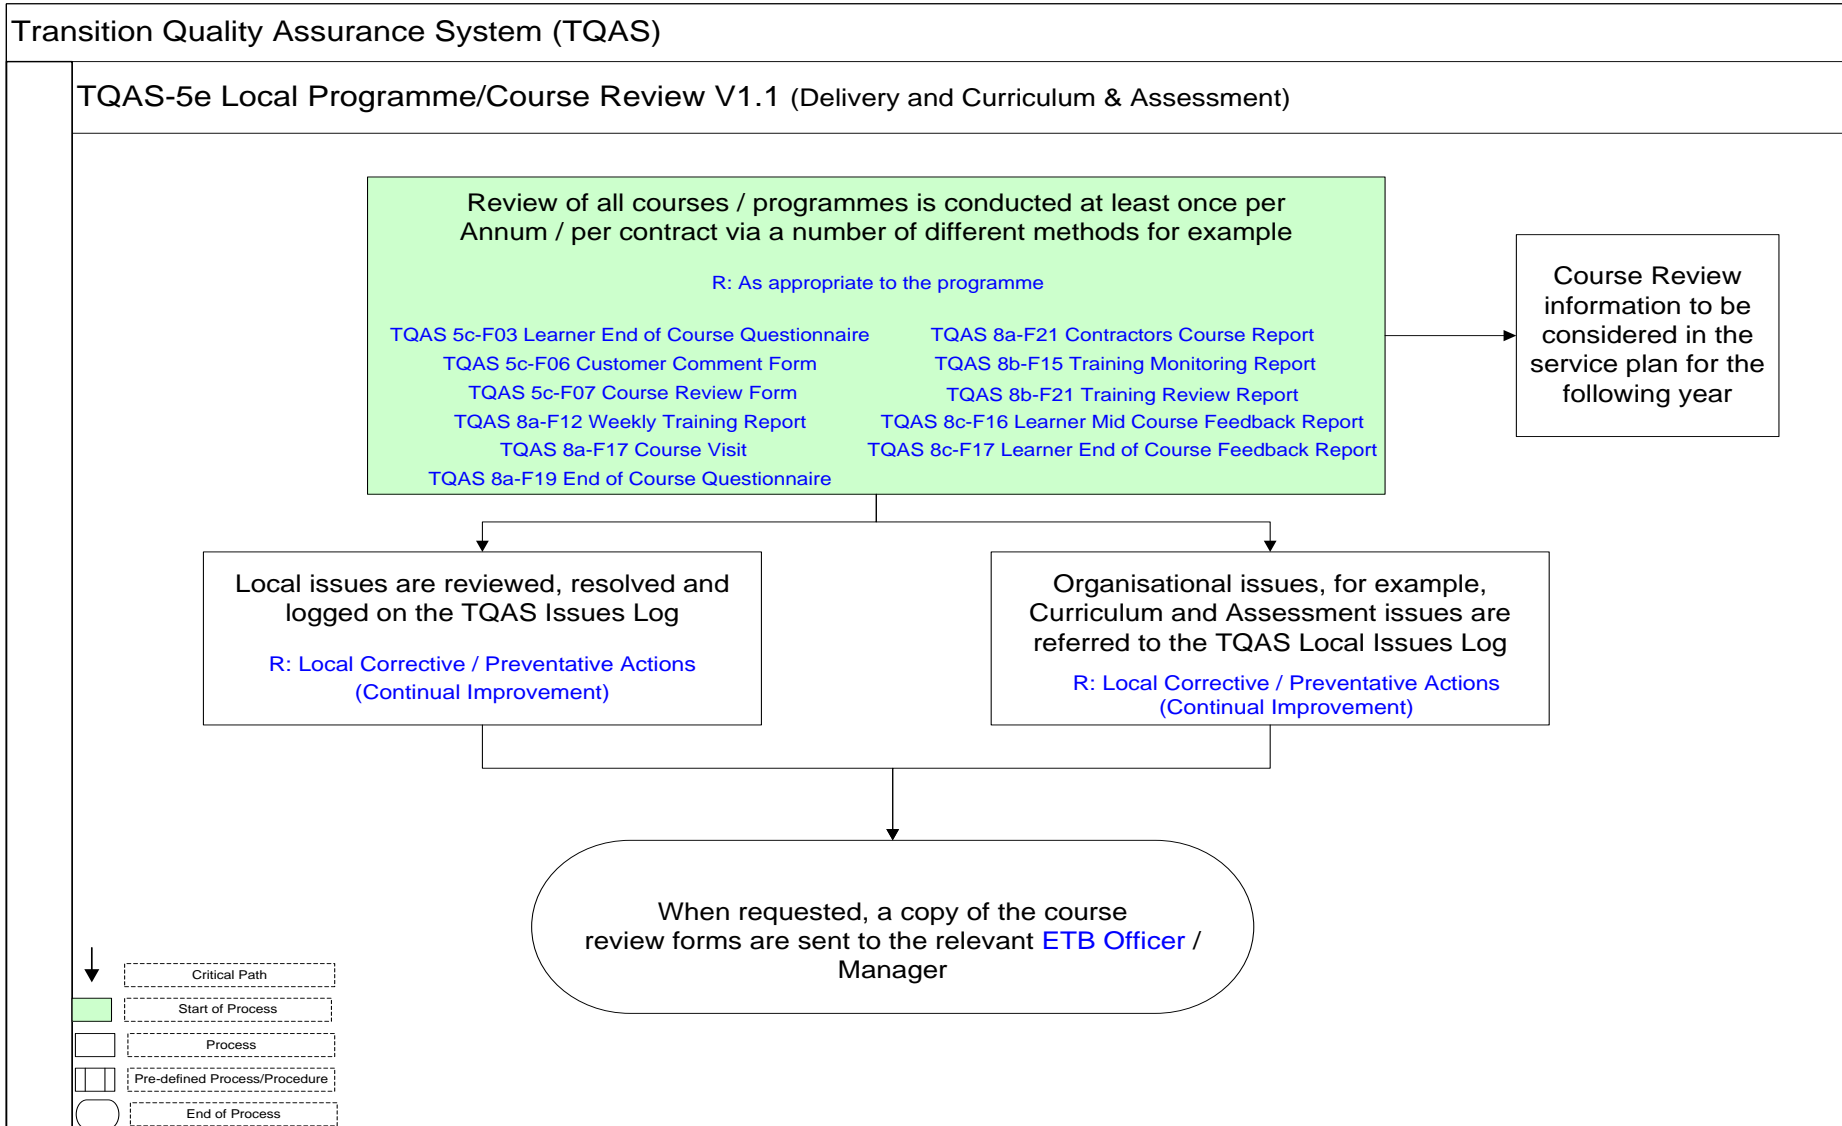 Transition Quality Assurance System (TQAS)
TQAS-5e Local Programme/Course Review V1.1 (Delivery and Curriculum & Assessment)
Review of all courses / programmes is conducted at least once per
Annum / per contract via a number of different methods for example
R: As appropriate to the programme
TQAS 5c-F03 Learner End of Course Questionnaire
TQAS 5c-F06 Customer Comment Form
TQAS 5c-F07 Course Review Form
TQAS 8a-F12 Weekly Training Report
TQAS 8a-F17 Course Visit
TQAS 8a-F19 End of Course Questionnaire
TQAS 8a-F21 Contractors Course Report
TQAS 8b-F15 Training Monitoring Report
TQAS 8b-F21 Training Review Report
TQAS 8c-F16 Learner Mid Course Feedback Report
TQAS 8c-F17 Learner End of Course Feedback Report
Course Review
information to be
considered in the
service plan for the
following year
Local issues are reviewed, resolved and
logged on the TQAS Issues Log
R: Local Corrective / Preventative Actions
(Continual Improvement)
Organisational issues, for example,
Curriculum and Assessment issues are
referred to the TQAS Local Issues Log
R: Local Corrective / Preventative Actions
(Continual Improvement)
When requested, a copy of the course
review forms are sent to the relevant ETB Officer /
Manager
Critical Path
Start of Process
Process
Pre-defined Process/Procedure
End of Process